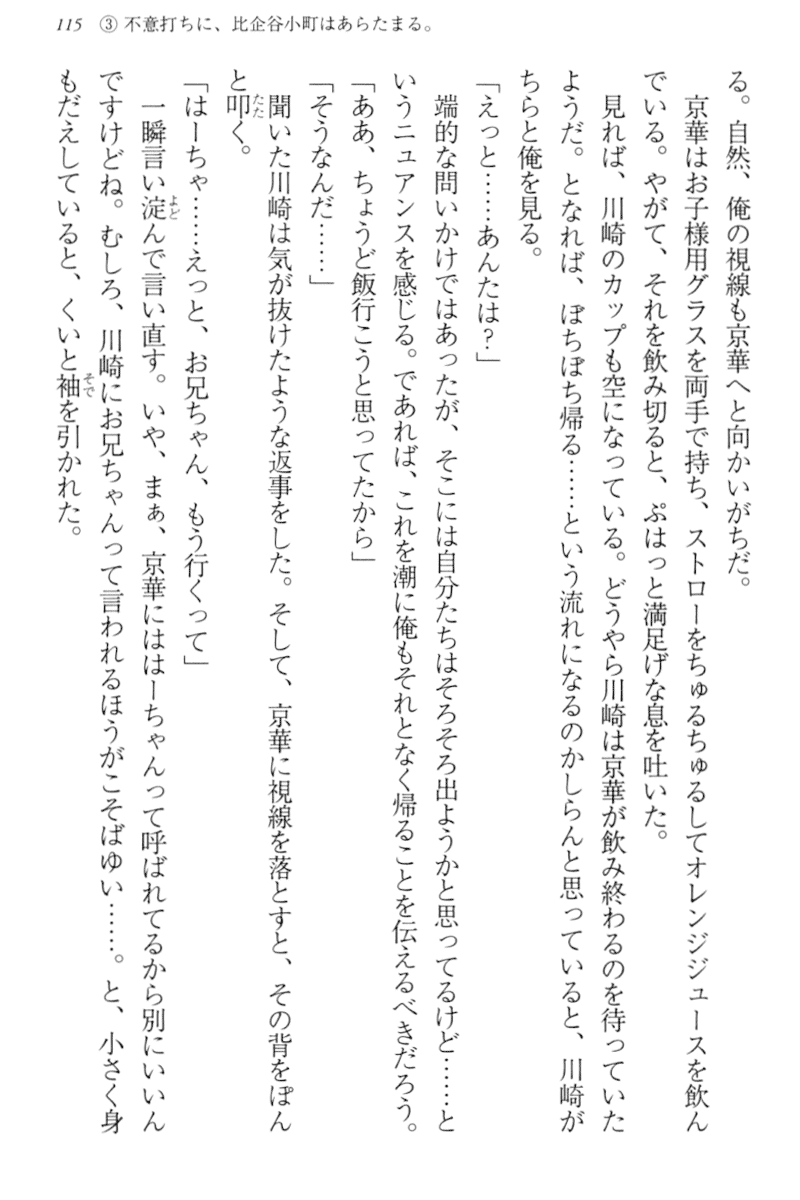 115 ③ 不意打ちに、比企谷小町はあらたまる。
る。自然、俺の視線も京華へと向かいがちだ。
京華はお子様用グラスを両手で持ち、ストローをちゅるちゅるしてオレンジジュースを飲ん
でいる。やがて、それを飲み切ると、ぷはっと満足げな息を吐いた。
見れば、川崎のカップも空になっている。どうやら川崎は京華が飲み終わるのを待っていた
ようだ。となれば、ぼちぼち帰る……という流れになるのかしらんと思っていると、川崎が
ちらと俺を見る。
「えっと……あんたは？」
端的な問いかけではあったが、そこには自分たちはそろそろ出ようかと思ってるけど……と
いうニュアンスを感じる。であれば、これを潮に俺もそれとなく帰ることを伝えるべきだろう。
「ああ、ちょうど飯行こうと思ってたから」
「そうなんだ……」
聞いた川崎は気が抜けたような返事をした。そして、京華に視線を落とすと、その背をぽん
と叩たたく。
「はーちゃ……えっと、お兄ちゃん、もう行くって」
一瞬言い淀よどんで言い直す。いや、まぁ、京華にははーちゃんって呼ばれてるから別にいいん
ですけどね。むしろ、川崎にお兄ちゃんって言われるほうがこそばゆい……。と、小さく身
もだえしていると、くいと袖そでを引かれた。